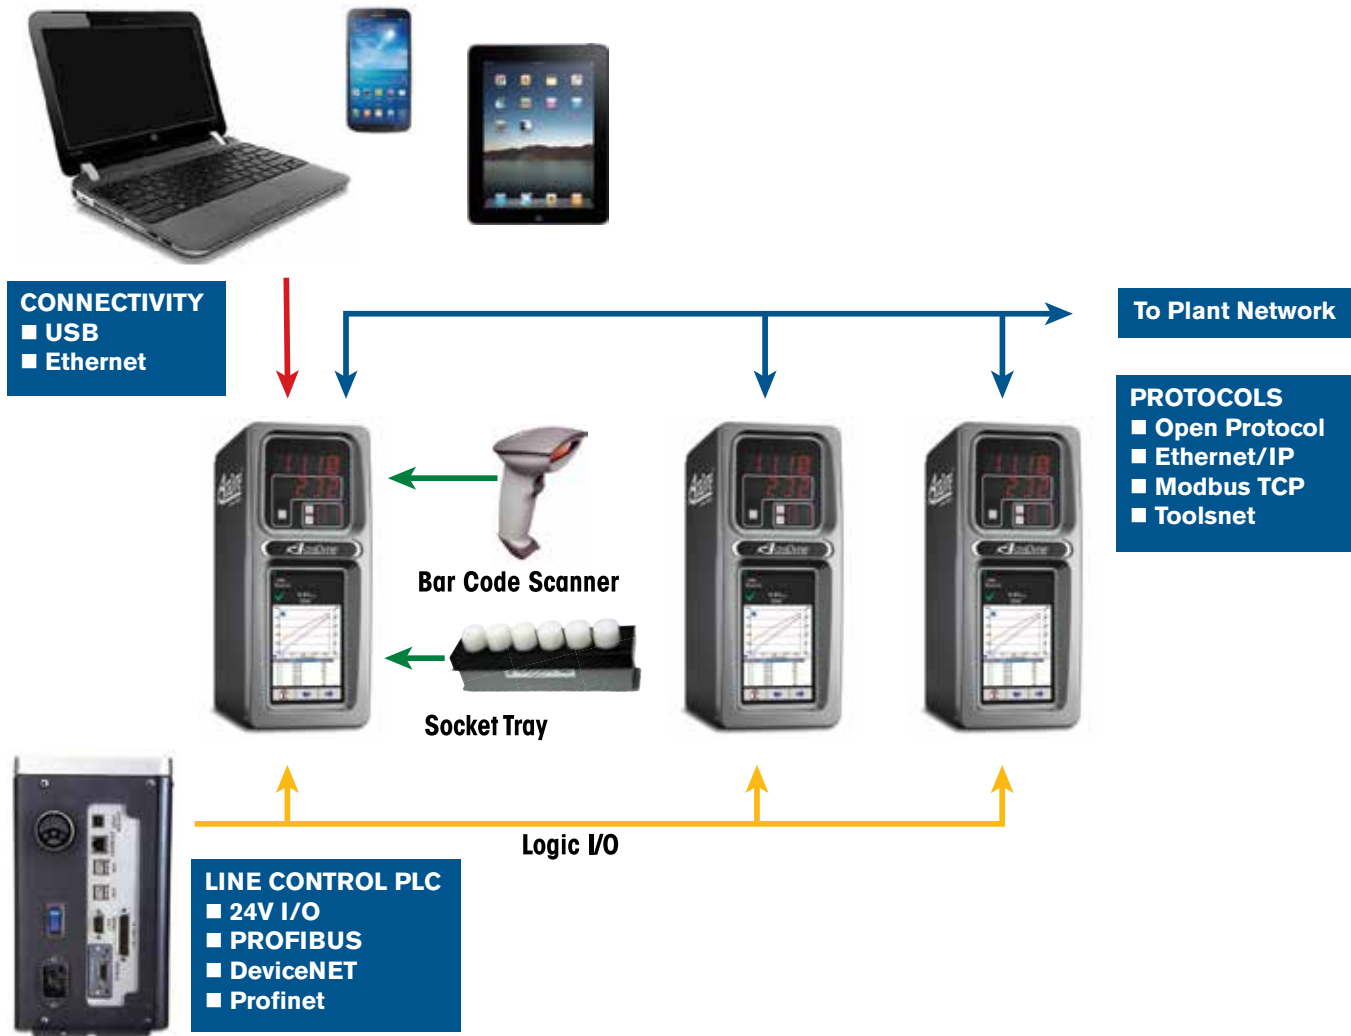 CONNECTIVITY
■ USB
■ Ethernet
To Plant Network
PROTOCOLS
■ Open Protocol
■ Ethernet/IP
■ Modbus TCP
■ Toolsnet
Bar Code Scanner
Socket Tray
Logic I/O
LINE CONTROL PLC
■ 24V I/O
■ PROFIBUS
■ DeviceNET
■ Profinet